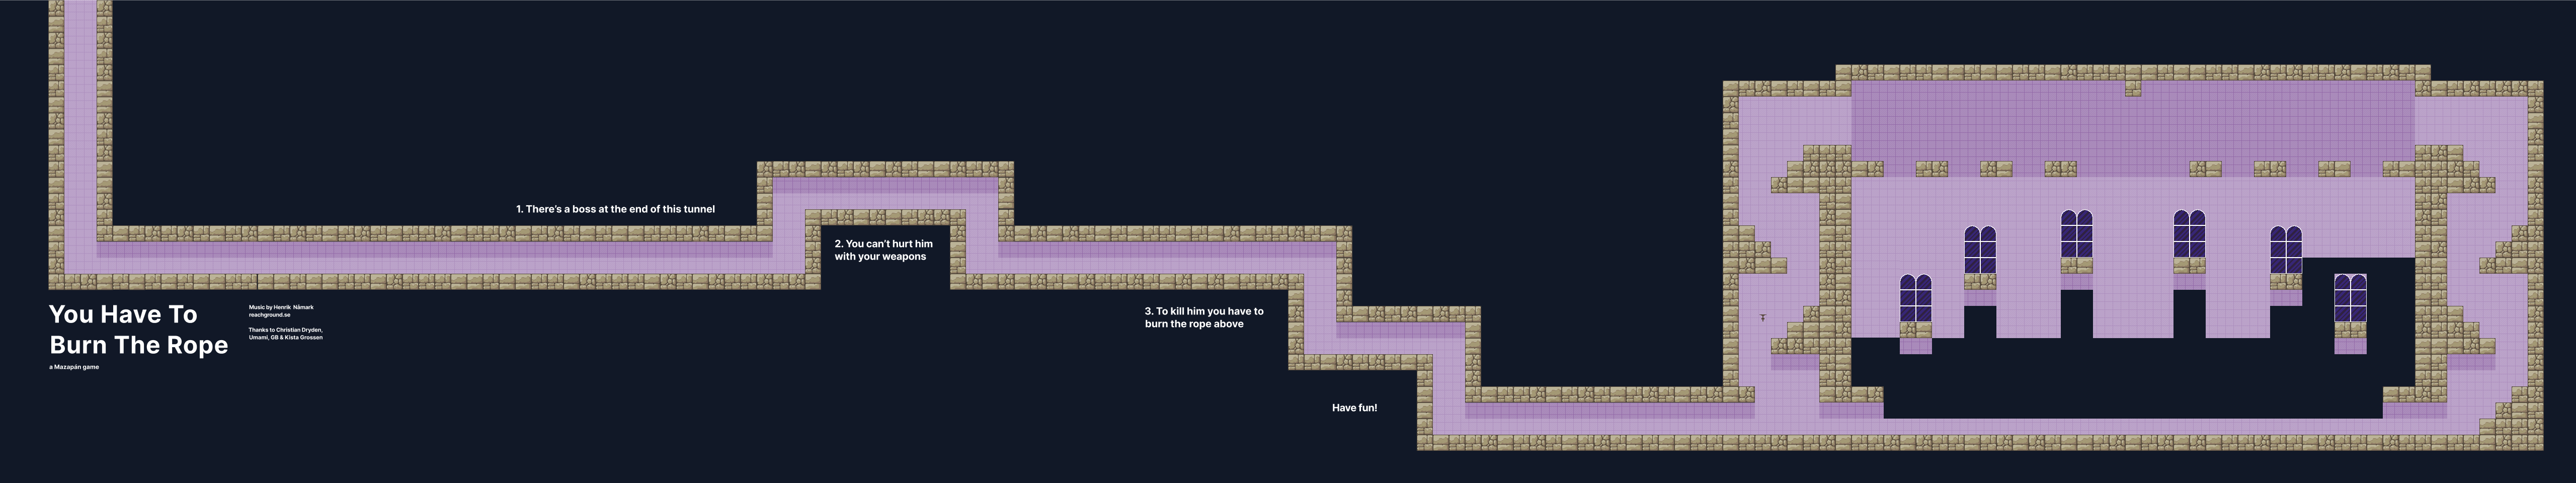 1. There's a boss at the end of this tunnel
2. You can't hurt him
with your weapons
3. To kill him you have to
burn the rope above
Have fun!
You Have To
Burn The Rope
a Mazapán game
Music by Henrik Nåmark
reachground.se
Thanks to Christian Dryden,
Umami, GB & Kista Grossen